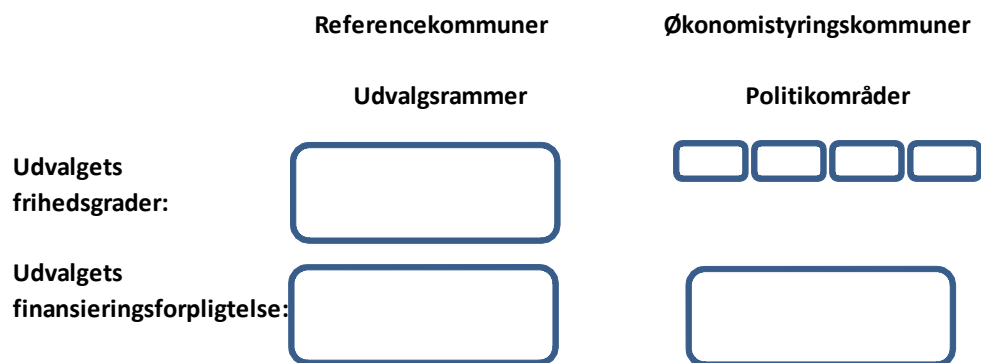 Referencekommuner Økonomistyringskommuner
Udvalgsrammer Politikområder
Udvalgets
frihedsgrader:
Udvalgets
finansieringsforpligtelse: